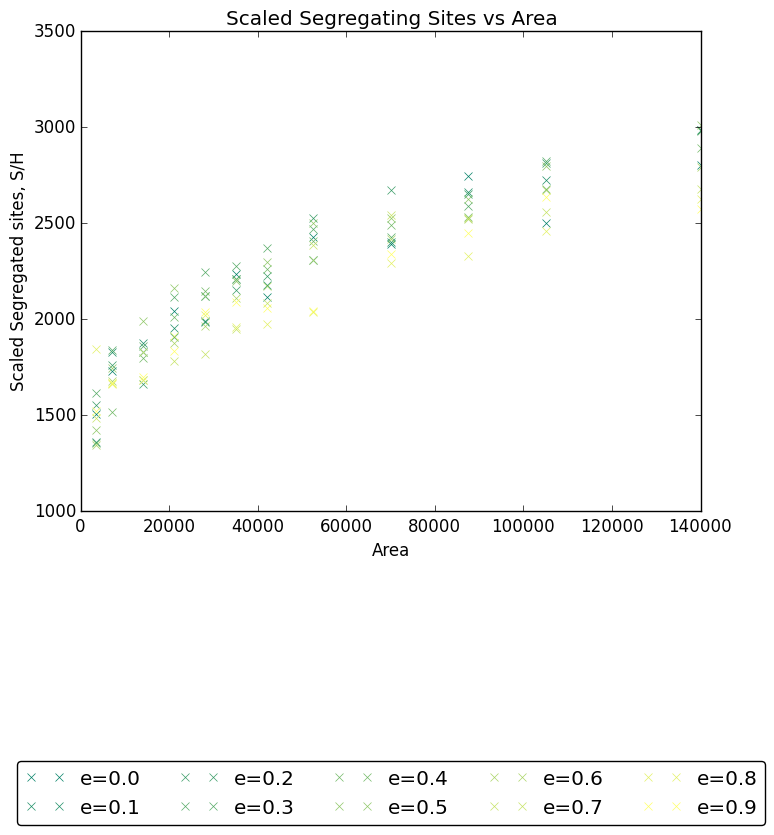 Scaled Segregating Sites vs Area
3500
3000
2500
2000
1500
1000
Scaled Segregated sites, S/H
0 20000 40000 60000 80000 100000 120000 140000
Area
e=0.0 e=0.2 e=0.4 e=0.6 e=0.8
e=0.1 e=0.3 e=0.5 e=0.7 e=0.9